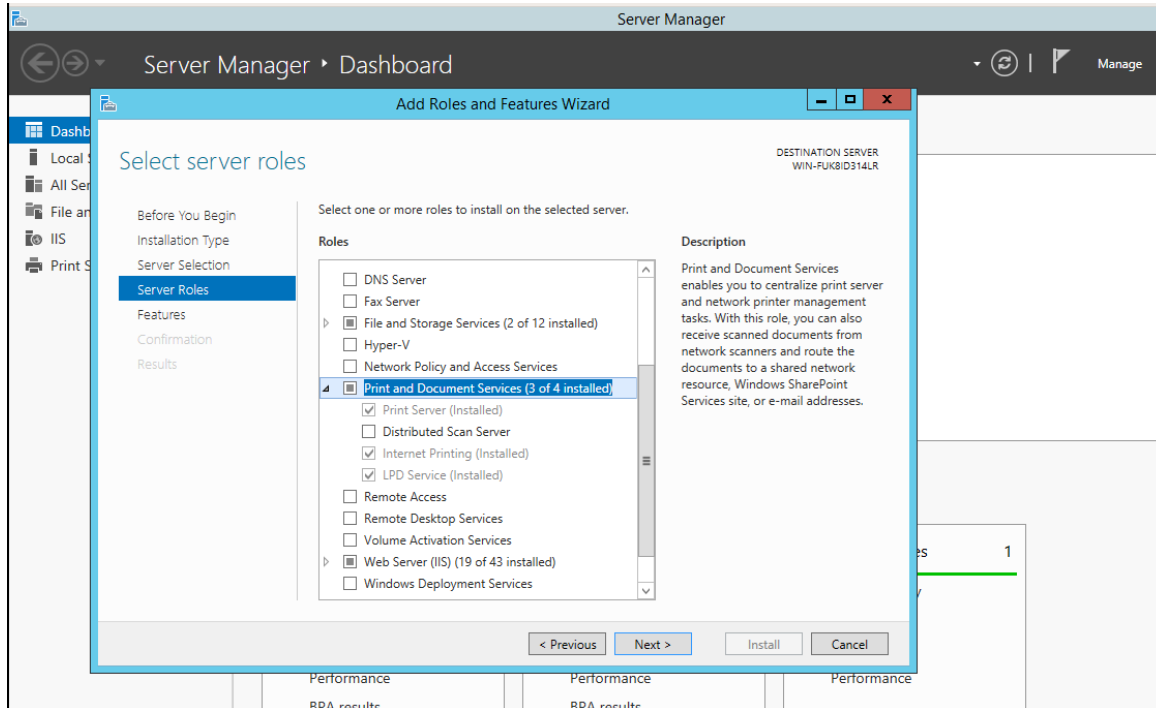 Server Manager
Server Manager ‣ Dashboard
Manage
Add Roles and Features Wizard
Dashb
Local S
All Ser
File an
IIS
Print S
Select server roles
DESTINATION SERVER
WIN-FUK8ID314LR
Before You Begin
Installation Type
Server Selection
Server Roles
Features
Confirmation
Results
Select one or more roles to install on the selected server.
Roles
DNS Server
Fax Server
File and Storage Services (2 of 12 installed)
Hyper-V
Network Policy and Access Services
Print and Document Services (3 of 4 installed)
Print Server (Installed)
Distributed Scan Server
Internet Printing (Installed)
LPD Service (Installed)
Remote Access
Remote Desktop Services
Volume Activation Services
Web Server (IIS) (19 of 43 installed)
Windows Deployment Services
Description
Print and Document Services
enables you to centralize print server
and network printer management
tasks. With this role, you can also
receive scanned documents from
network scanners and route the
documents to a shared network
resource, Windows SharePoint
Services site, or e-mail addresses.
es 1
< Previous
Next >
Install
Cancel
Performance
Performance
Performance
BPA results
BPA results